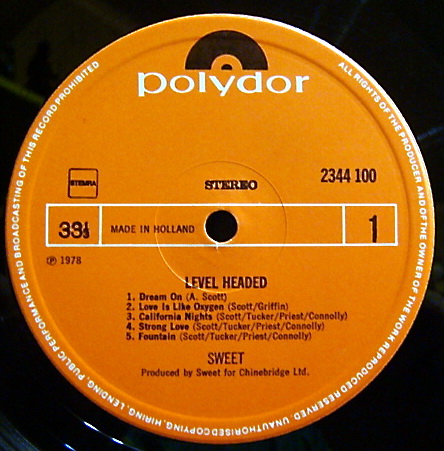 polydor
ALL RIGHTS OF THE PRODUCER AND OF THE OWNER OF THE WORK REPRODUCED RESERVED. UNAUTHORISED COPYING, HIRING, LENDING, PUBLIC PERFORMANCE AND BROADCASTING OF THIS RECORD PROHIBITED
STEMRA
STEREO
2344 100
33⅓
MADE IN HOLLAND
1
Ⓟ 1978
LEVEL HEADED
1. Dream On (A. Scott)
2. Love Is Like Oxygen (Scott/Griffin)
3. California Nights (Scott/Tucker/Priest/Connolly)
4. Strong Love (Scott/Tucker/Priest/Connolly)
5. Fountain (Scott/Tucker/Priest/Connolly)
SWEET
Produced by Sweet for Chinebridge Ltd.